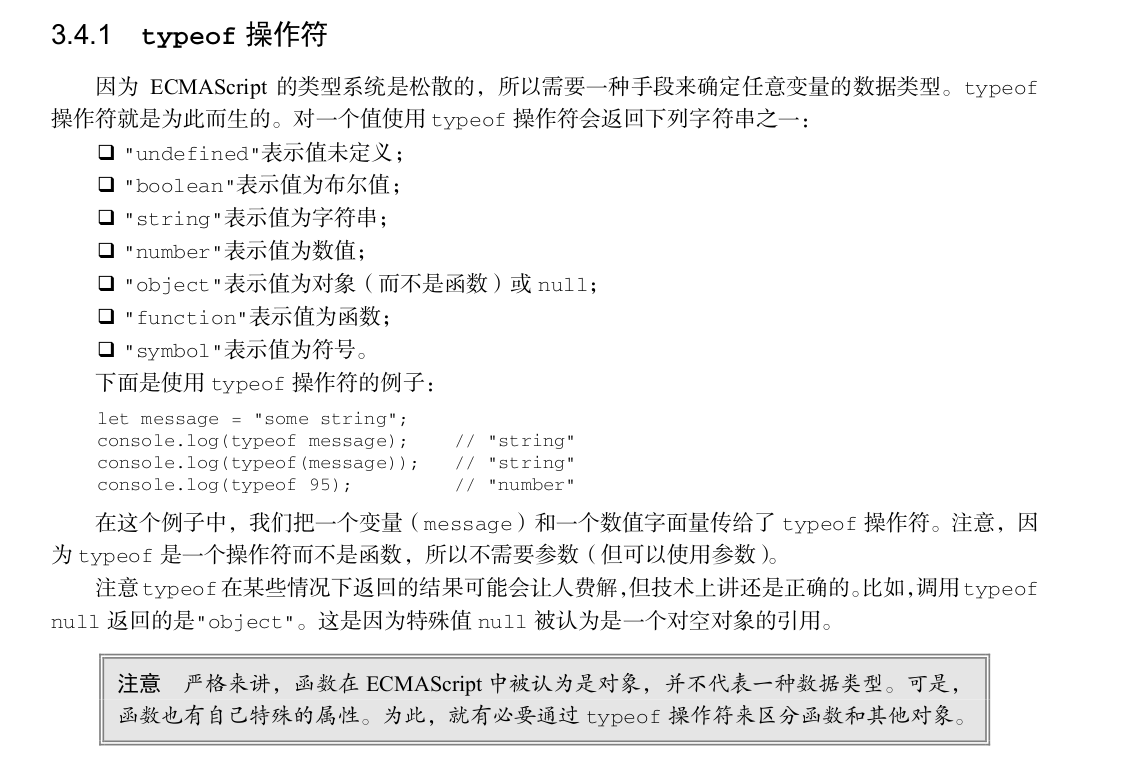 3.4.1 typeof 操作符
因为 ECMAScript 的类型系统是松散的，所以需要一种手段来确定任意变量的数据类型。typeof
操作符就是为此而生的。对一个值使用 typeof 操作符会返回下列字符串之一：
❑ "undefined"表示值未定义；
❑ "boolean"表示值为布尔值；
❑ "string"表示值为字符串；
❑ "number"表示值为数值；
❑ "object"表示值为对象（而不是函数）或 null；
❑ "function"表示值为函数；
❑ "symbol"表示值为符号。
下面是使用 typeof 操作符的例子：
let message = "some string";
console.log(typeof message);    // "string"
console.log(typeof(message));   // "string"
console.log(typeof 95);         // "number"
在这个例子中，我们把一个变量（message）和一个数值字面量传给了 typeof 操作符。注意，因
为 typeof 是一个操作符而不是函数，所以不需要参数（但可以使用参数）。
注意typeof在某些情况下返回的结果可能会让人费解，但技术上讲还是正确的。比如，调用typeof
null 返回的是"object"。这是因为特殊值 null 被认为是一个对空对象的引用。
注意 严格来讲，函数在 ECMAScript 中被认为是对象，并不代表一种数据类型。可是，
函数也有自己特殊的属性。为此，就有必要通过 typeof 操作符来区分函数和其他对象。